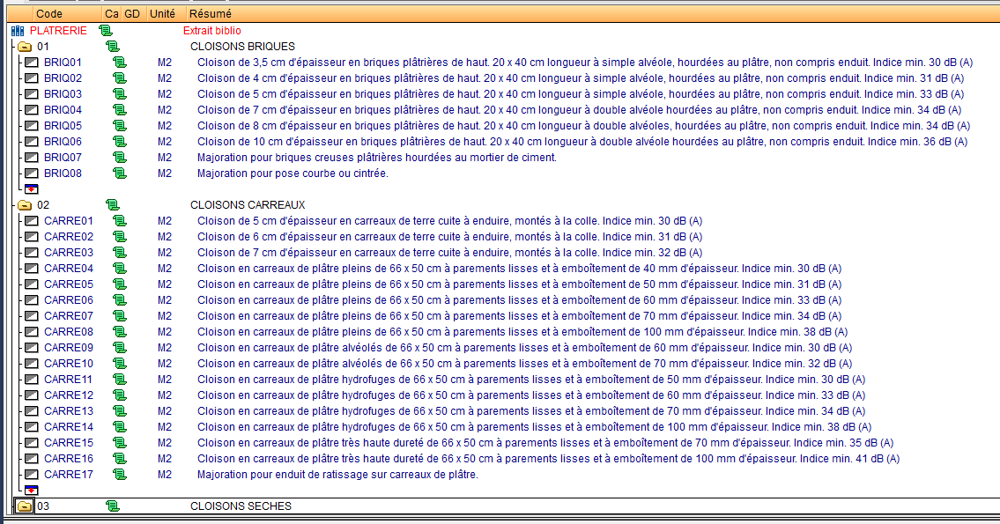 Code Ca GD Unité Résumé
PLATRERIE Extrait biblio
01 CLOISONS BRIQUES
BRIQ01 M2 Cloison de 3,5 cm d'épaisseur en briques plâtrières de haut. 20 x 40 cm longueur à simple alvéole, hourdées au plâtre, non compris enduit. Indice min. 30 dB (A)
BRIQ02 M2 Cloison de 4 cm d'épaisseur en briques plâtrières de haut. 20 x 40 cm longueur à simple alvéole, hourdées au plâtre, non compris enduit. Indice min. 31 dB (A)
BRIQ03 M2 Cloison de 5 cm d'épaisseur en briques plâtrières de haut. 20 x 40 cm longueur à simple alvéole, hourdées au plâtre, non compris enduit. Indice min. 33 dB (A)
BRIQ04 M2 Cloison de 7 cm d'épaisseur en briques plâtrières de haut. 20 x 40 cm longueur à double alvéole hourdées au plâtre, non compris enduit. Indice min. 34 dB (A)
BRIQ05 M2 Cloison de 8 cm d'épaisseur en briques plâtrières de haut. 20 x 40 cm longueur à double alvéoles, hourdées au plâtre, non compris enduit. Indice min. 34 dB (A)
BRIQ06 M2 Cloison de 10 cm d'épaisseur en briques plâtrières de haut. 20 x 40 cm longueur à double alvéole hourdées au plâtre, non compris enduit. Indice min. 36 dB (A)
BRIQ07 M2 Majoration pour briques creuses plâtrières hourdées au mortier de ciment.
BRIQ08 M2 Majoration pour pose courbe ou cintrée.
02 CLOISONS CARREAUX
CARRE01 M2 Cloison de 5 cm d'épaisseur en carreaux de terre cuite à enduire, montés à la colle. Indice min. 30 dB (A)
CARRE02 M2 Cloison de 6 cm d'épaisseur en carreaux de terre cuite à enduire, montés à la colle. Indice min. 31 dB (A)
CARRE03 M2 Cloison de 7 cm d'épaisseur en carreaux de terre cuite à enduire, montés à la colle. Indice min. 32 dB (A)
CARRE04 M2 Cloison en carreaux de plâtre pleins de 66 x 50 cm à parements lisses et à emboîtement de 40 mm d'épaisseur. Indice min. 30 dB (A)
CARRE05 M2 Cloison en carreaux de plâtre pleins de 66 x 50 cm à parements lisses et à emboîtement de 50 mm d'épaisseur. Indice min. 31 dB (A)
CARRE06 M2 Cloison en carreaux de plâtre pleins de 66 x 50 cm à parements lisses et à emboîtement de 60 mm d'épaisseur. Indice min. 33 dB (A)
CARRE07 M2 Cloison en carreaux de plâtre pleins de 66 x 50 cm à parements lisses et à emboîtement de 70 mm d'épaisseur. Indice min. 34 dB (A)
CARRE08 M2 Cloison en carreaux de plâtre pleins de 66 x 50 cm à parements lisses et à emboîtement de 100 mm d'épaisseur. Indice min. 38 dB (A)
CARRE09 M2 Cloison en carreaux de plâtre alvéolés de 66 x 50 cm à parements lisses et à emboîtement de 60 mm d'épaisseur. Indice min. 30 dB (A)
CARRE10 M2 Cloison en carreaux de plâtre alvéolés de 66 x 50 cm à parements lisses et à emboîtement de 70 mm d'épaisseur. Indice min. 32 dB (A)
CARRE11 M2 Cloison en carreaux de plâtre hydrofuges de 66 x 50 cm à parements lisses et à emboîtement de 50 mm d'épaisseur. Indice min. 30 dB (A)
CARRE12 M2 Cloison en carreaux de plâtre hydrofuges de 66 x 50 cm à parements lisses et à emboîtement de 60 mm d'épaisseur. Indice min. 33 dB (A)
CARRE13 M2 Cloison en carreaux de plâtre hydrofuges de 66 x 50 cm à parements lisses et à emboîtement de 70 mm d'épaisseur. Indice min. 34 dB (A)
CARRE14 M2 Cloison en carreaux de plâtre hydrofuges de 66 x 50 cm à parements lisses et à emboîtement de 100 mm d'épaisseur. Indice min. 38 dB (A)
CARRE15 M2 Cloison en carreaux de plâtre très haute dureté de 66 x 50 cm à parements lisses et à emboîtement de 70 mm d'épaisseur. Indice min. 35 dB (A)
CARRE16 M2 Cloison en carreaux de plâtre très haute dureté de 66 x 50 cm à parements lisses et à emboîtement de 100 mm d'épaisseur. Indice min. 41 dB (A)
CARRE17 M2 Majoration pour enduit de ratissage sur carreaux de plâtre.
03 CLOISONS SECHES